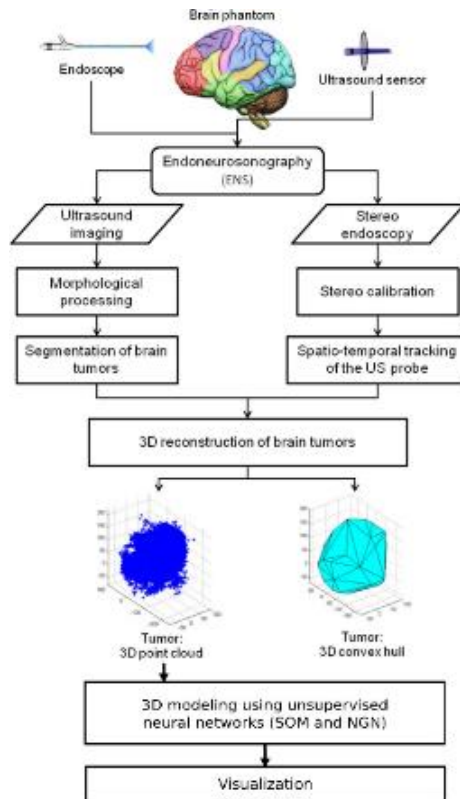 Brain phantom
Endoscope
Ultrasound sensor
Endoneurosonography
(ENS)
Ultrasound
imaging
Stereo
endoscopy
Morphological
processing
Stereo calibration
Segmentation of brain
tumors
Spatio-temporal tracking
of the US probe
3D reconstruction of brain tumors
Tumor:
3D point cloud
Tumor:
3D convex hull
3D modeling using unsupervised
neural networks (SOM and NGN)
Visualization